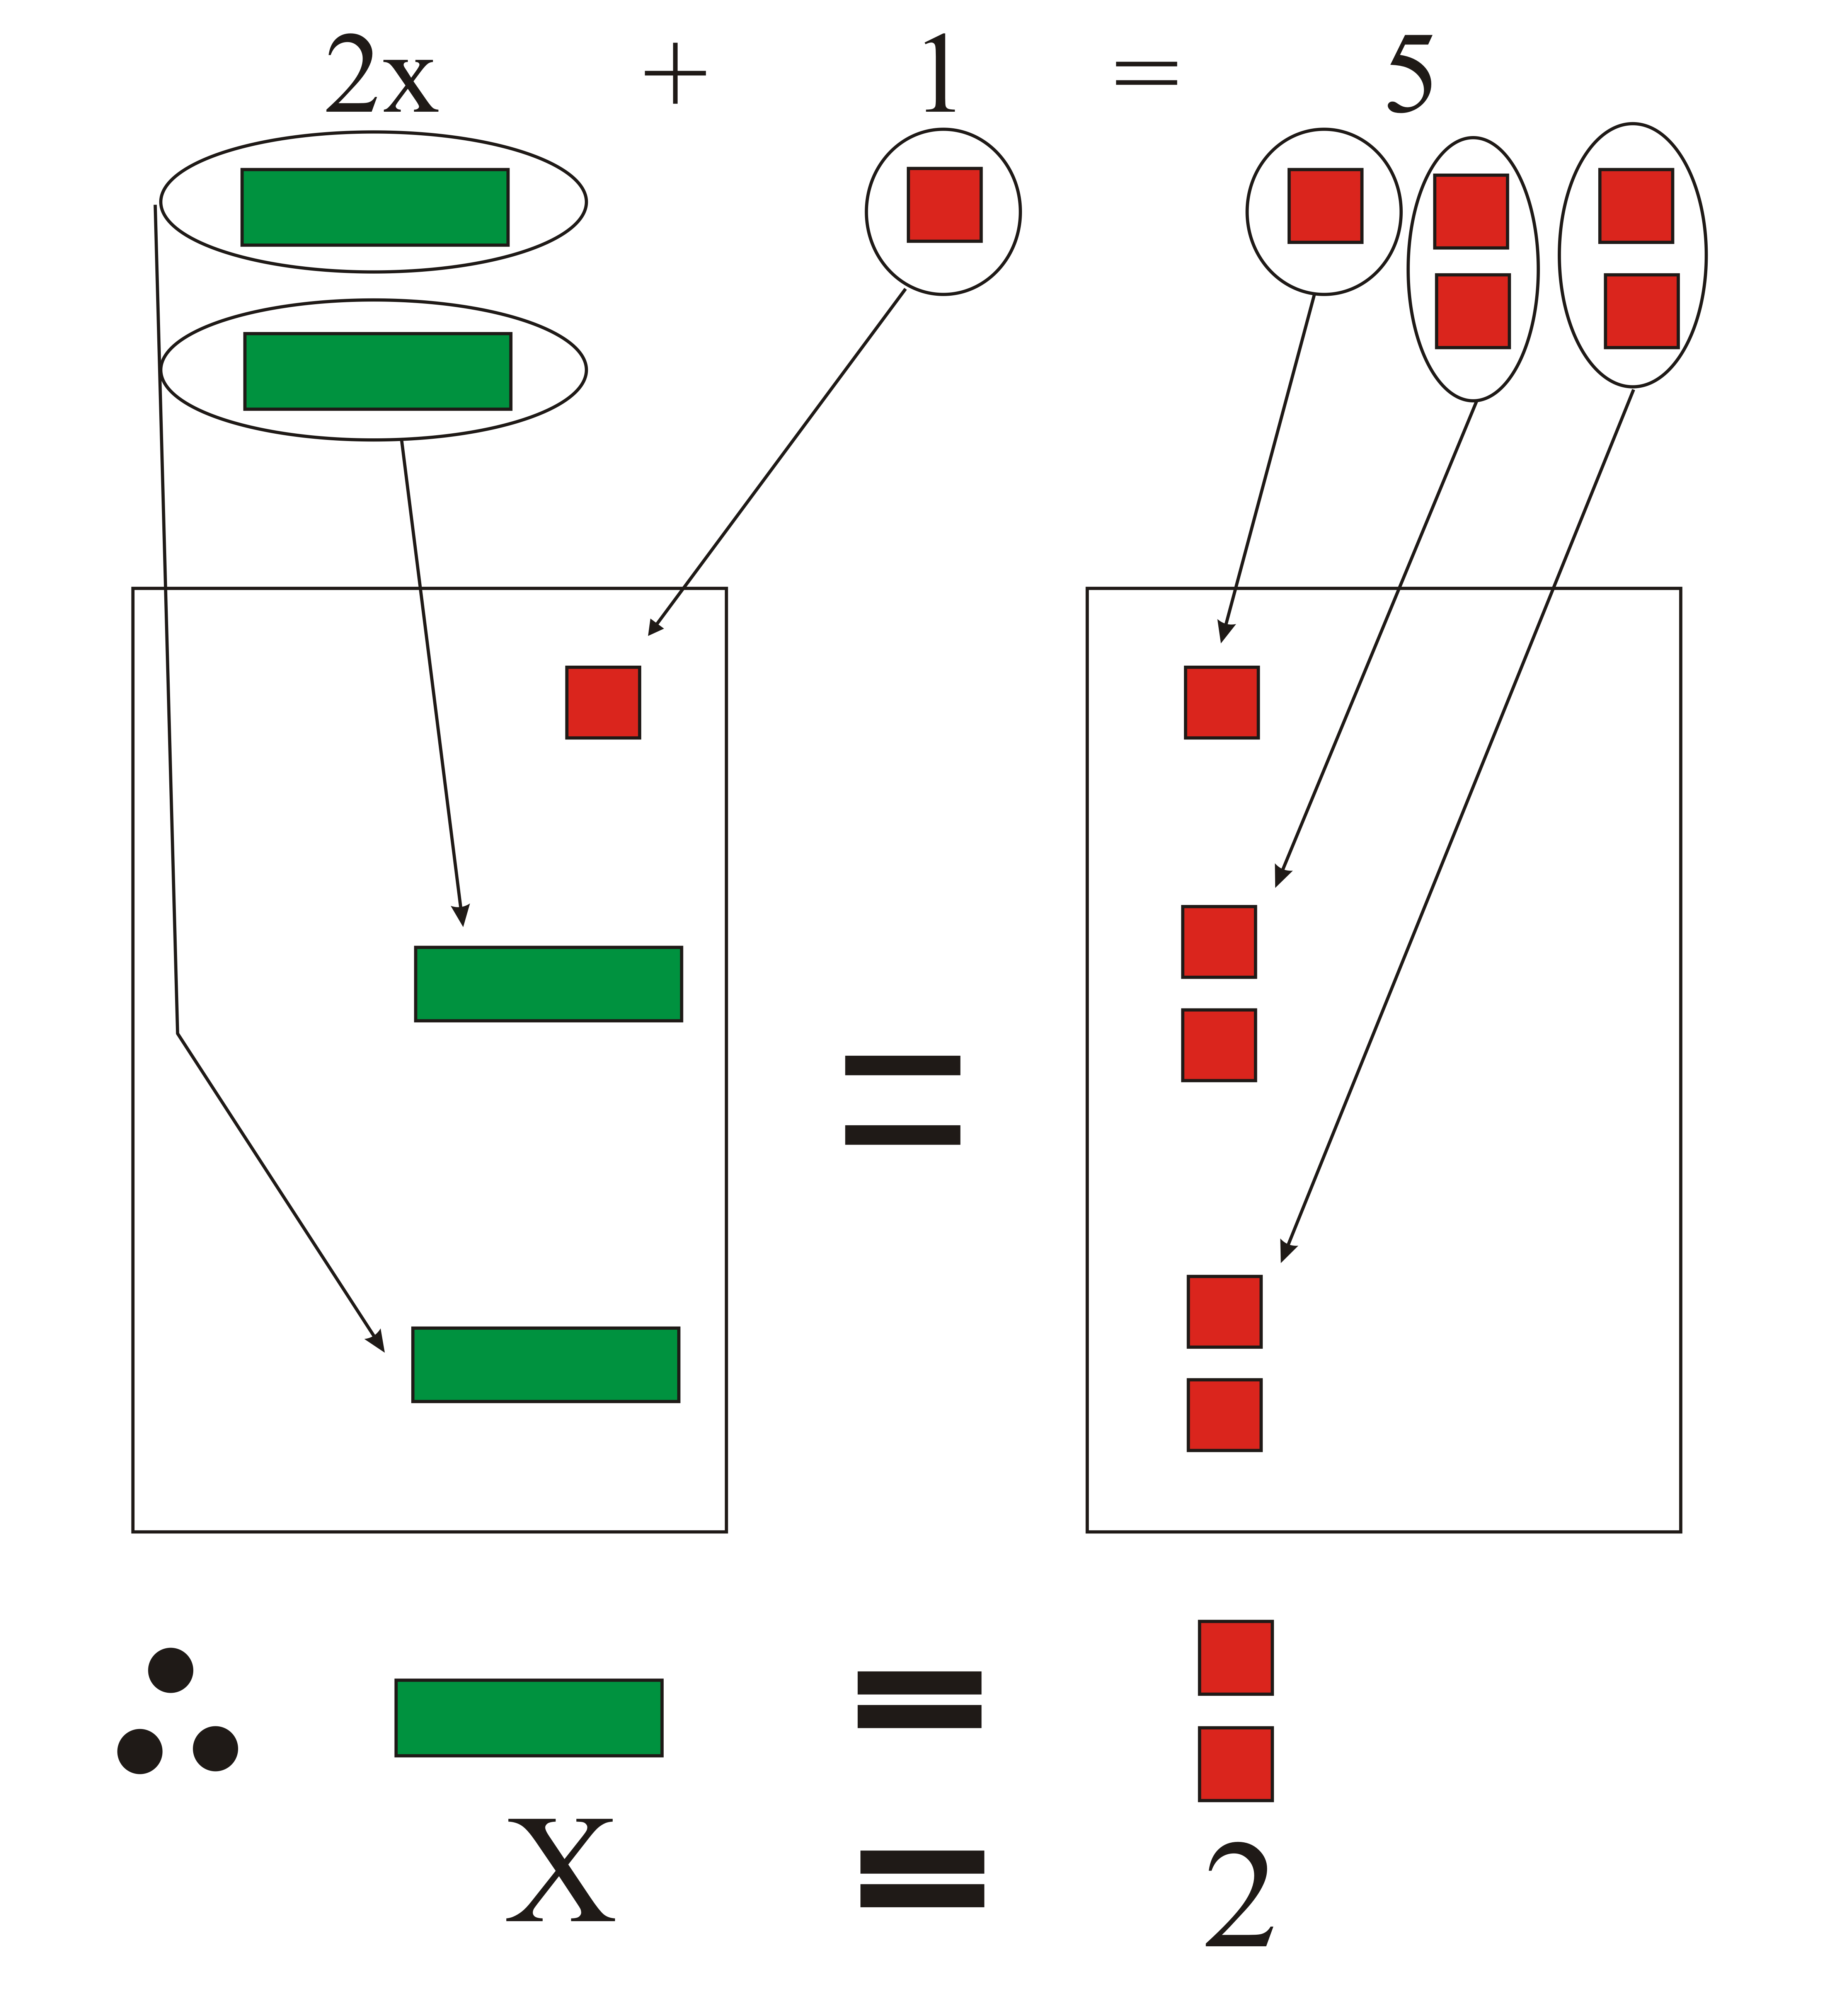 2x + 1 = 5
=
∴ =
X = 2